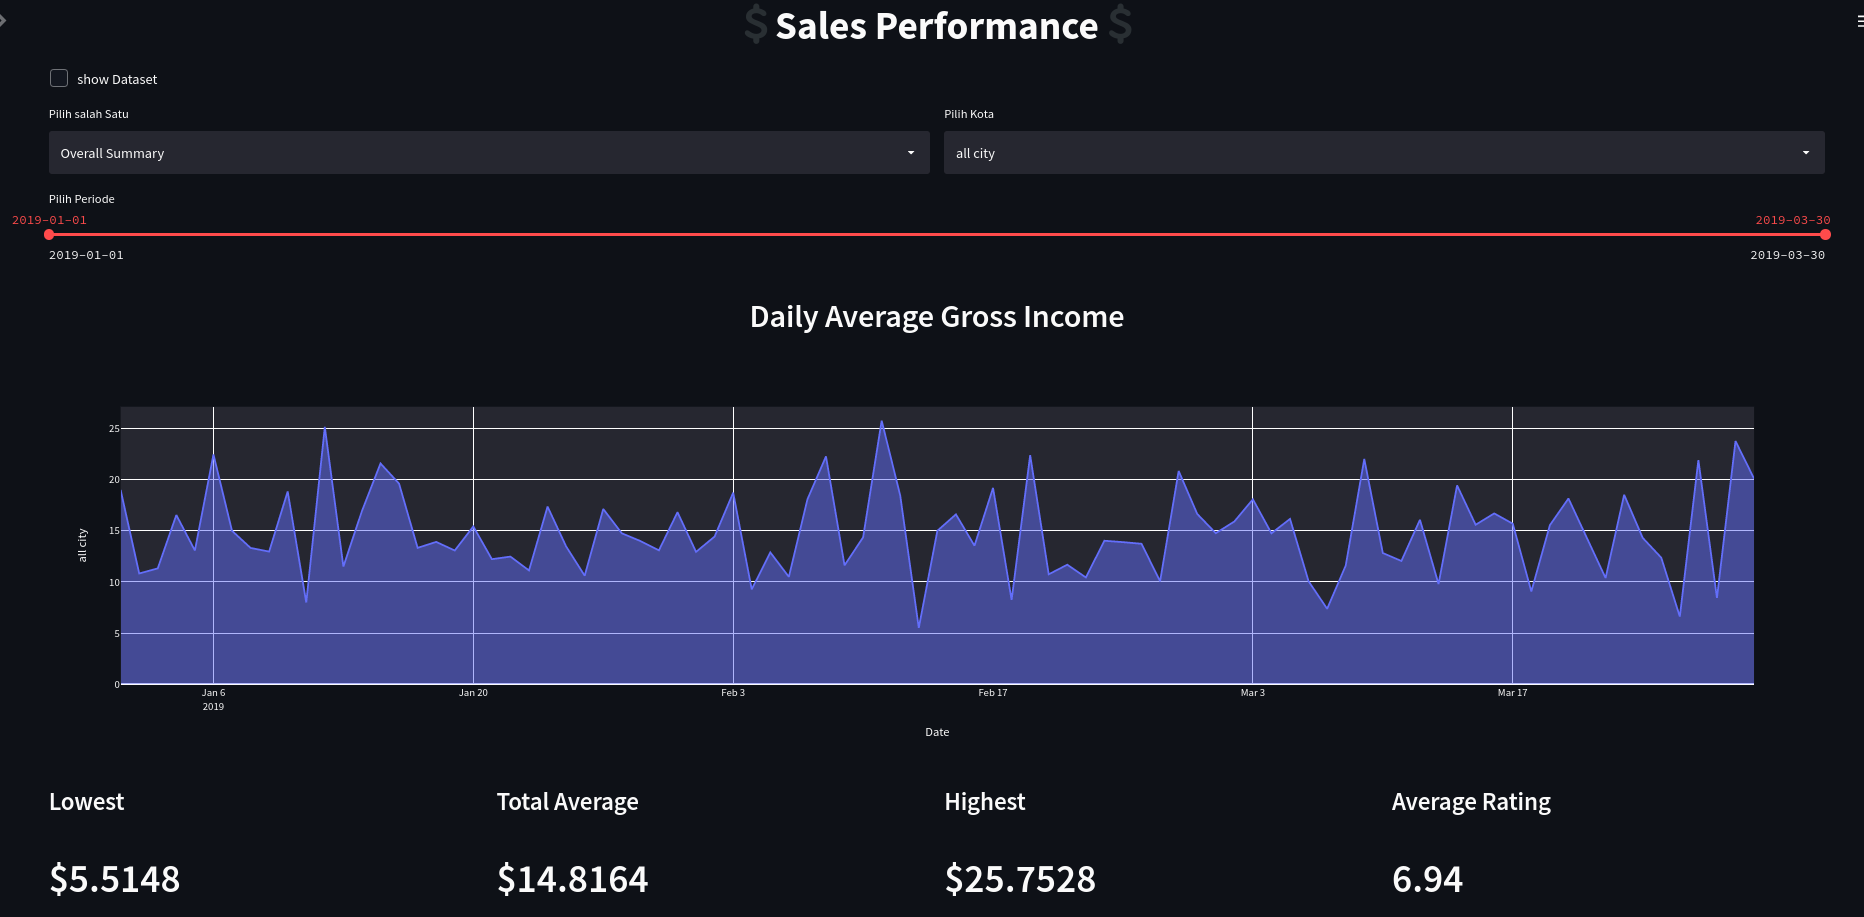 $ Sales Performance $
show Dataset
Pilih salah Satu
Pilih Kota
Overall Summary
all city
Pilih Periode
2019-01-01
2019-03-30
2019-01-01
2019-03-30
Daily Average Gross Income
25
20
15
10
5
0
all city
Jan 6
2019
Jan 20
Feb 3
Feb 17
Mar 3
Mar 17
Date
Lowest
Total Average
Highest
Average Rating
$5.5148
$14.8164
$25.7528
6.94